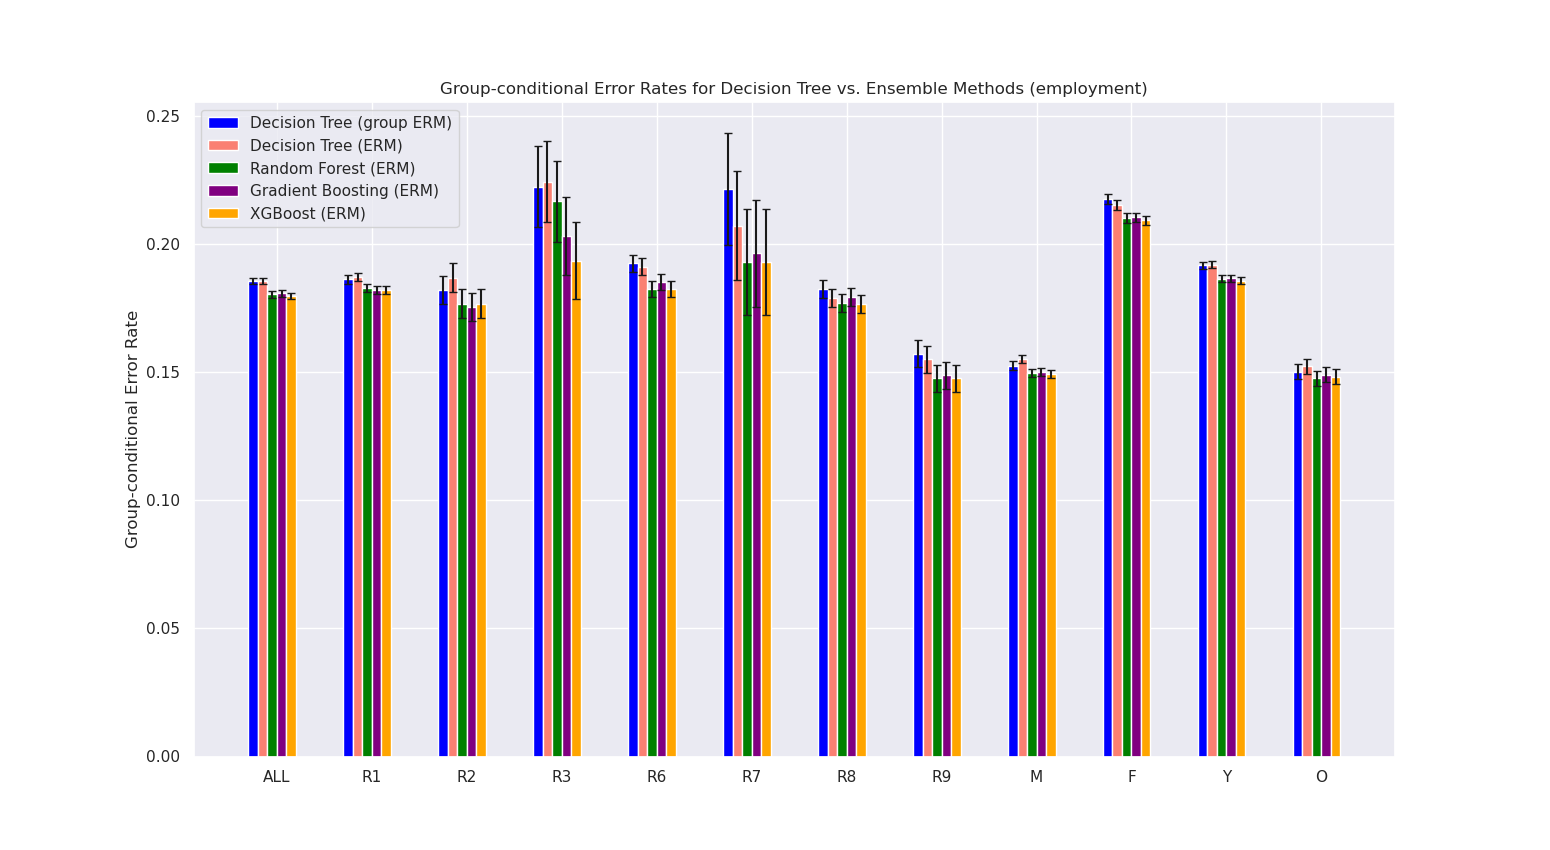 Group-conditional Error Rates for Decision Tree vs. Ensemble Methods (employment)
Decision Tree (group ERM)
Decision Tree (ERM)
Random Forest (ERM)
Gradient Boosting (ERM)
XGBoost (ERM)
Group-conditional Error Rate
0.25
0.20
0.15
0.10
0.05
0.00
ALL R1 R2 R3 R6 R7 R8 R9 M F Y O